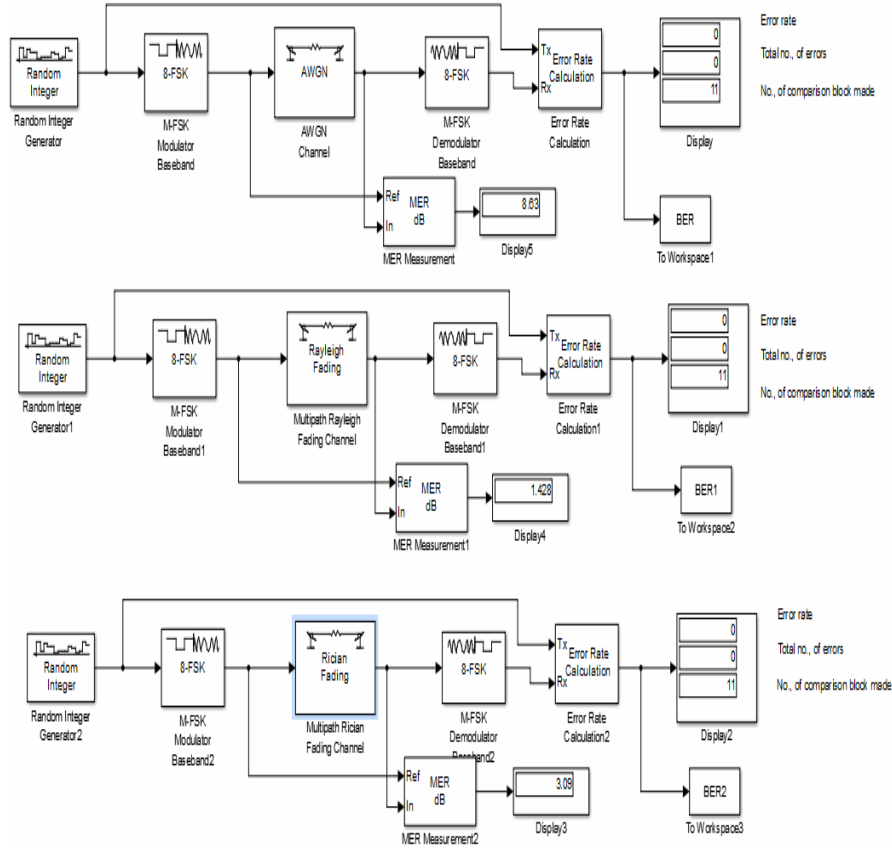 Random
Integer
Random Integer
Generator
8-FSK
M-FSK
Modulator
Baseband
AWGN
AWGN
Channel
8-FSK
M-FSK
Demodulator
Baseband
Tx
Rx
Error Rate
Calculation
Error Rate
Calculation
0
0
11
Display
Error rate
Total no., of errors
No., of comparison block made
Ref
In
MER
dB
MER Measurement
8.63
Display5
BER
To Workspace1
Random
Integer
Random Integer
Generator1
8-FSK
M-FSK
Modulator
Baseband1
Rayleigh
Fading
Multipath Rayleigh
Fading Channel
8-FSK
M-FSK
Demodulator
Baseband1
Tx
Rx
Error Rate
Calculation
Error Rate
Calculation1
0
0
11
Display1
Error rate
Total no., of errors
No., of comparison block made
Ref
In
MER
dB
MER Measurement1
1.428
Display4
BER1
To Workspace2
Random
Integer
Random Integer
Generator2
8-FSK
M-FSK
Modulator
Baseband2
Rician
Fading
Multipath Rician
Fading Channel
8-FSK
M-FSK
Demodulator
Baseband2
Tx
Rx
Error Rate
Calculation
Error Rate
Calculation2
0
0
11
Display2
Error rate
Total no., of errors
No., of comparison block made
Ref
In
MER
dB
MER Measurement2
3.09
Display3
BER2
To Workspace3